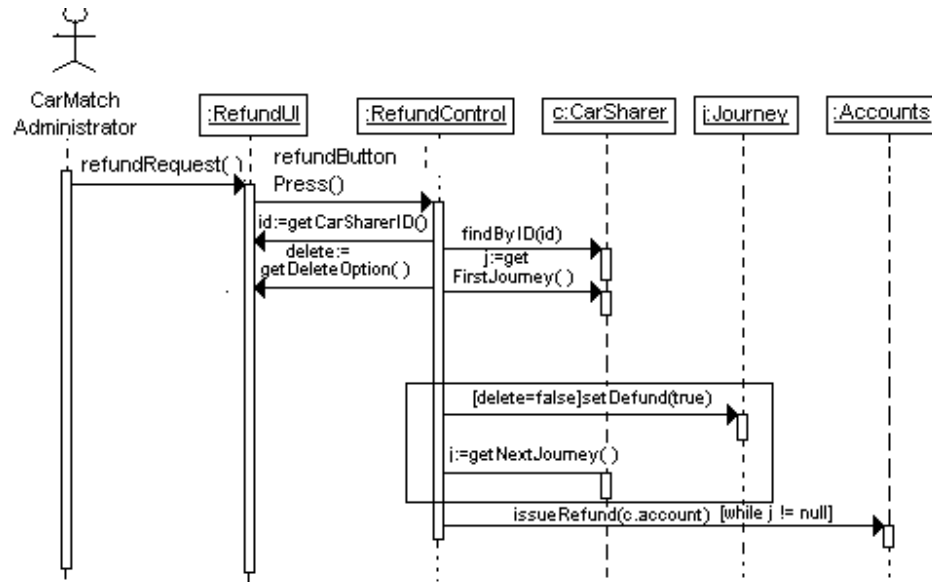 CarMatch
Administrator
:RefundUI
:RefundControl
c:CarSharer
j:Journey
:Accounts
refundRequest( )
refundButton
Press()
id:=getCarSharerID()
findByID(id)
delete:=
getDeleteOption( )
j:=get
FirstJourney( )
[delete=false]setDefund(true)
j:=getNextJourney( )
issueRefund(c.account) [while j != null]